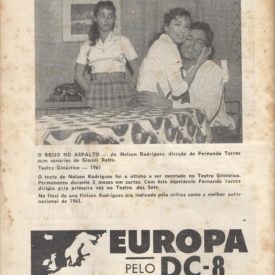 O BEIJO NO ASFALTO — de Nelson Rodrigues, direção de Fernando Torres
com cenários de Gianni Ratto.
Teatro Ginástico — 1961
O texto de Nelson Rodrigues foi o último a ser montado no Teatro Ginástico.
Permaneceu durante 2 meses em cartaz. Com êste espetáculo Fernando Torres
dirigiu pela primeira vez no Teatro dos Sete.
No final do ano Nelson Rodrigues era indicado pela crítica como o melhor autor
nacional de 1961.
EUROPA
PELO DC-8